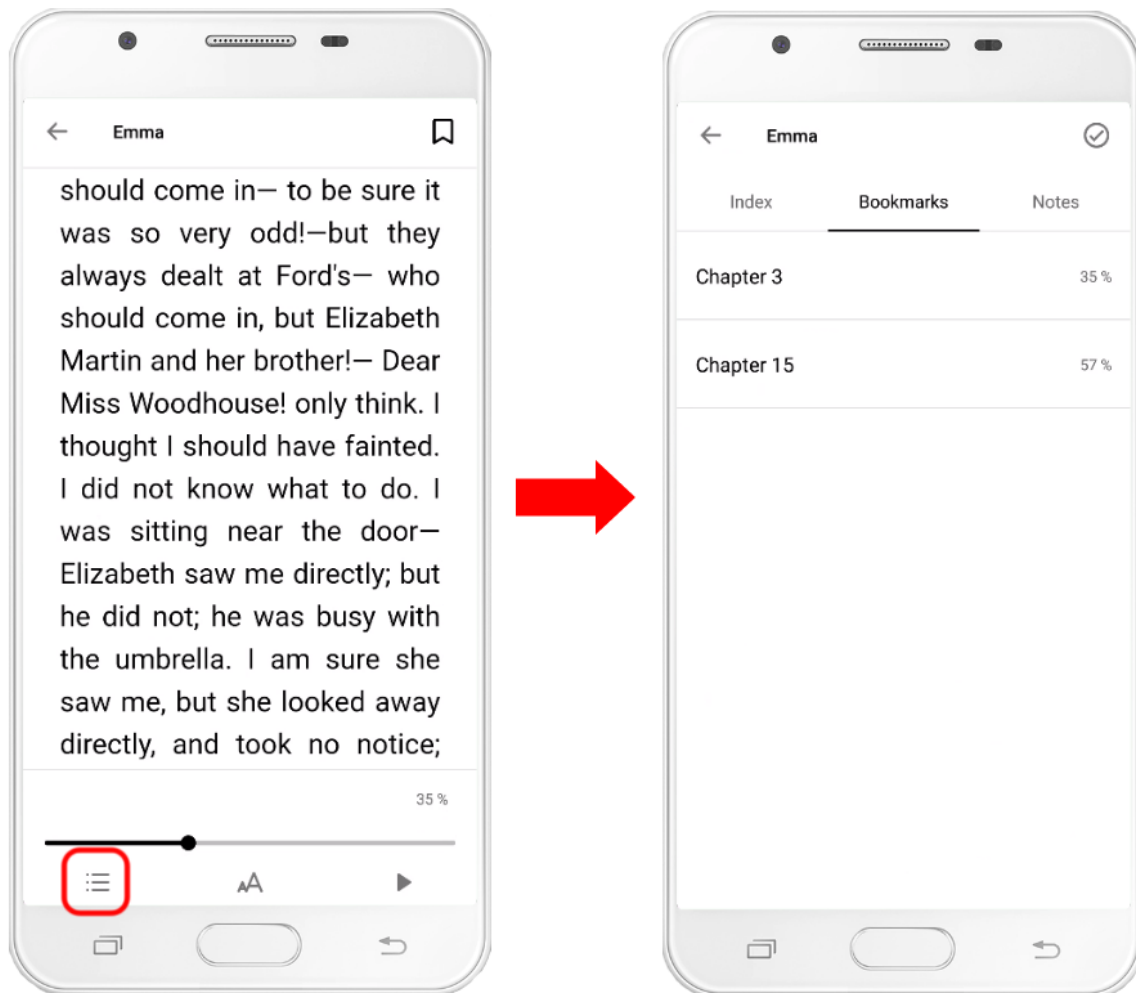 Emma
should come in— to be sure it
was so very odd!—but they
always dealt at Ford's— who
should come in, but Elizabeth
Martin and her brother!— Dear
Miss Woodhouse! only think. I
thought I should have fainted.
I did not know what to do. I
was sitting near the door—
Elizabeth saw me directly; but
he did not; he was busy with
the umbrella. I am sure she
saw me, but she looked away
directly, and took no notice;
35 %
AA
Emma
Index Bookmarks Notes
Chapter 3 35 %
Chapter 15 57 %